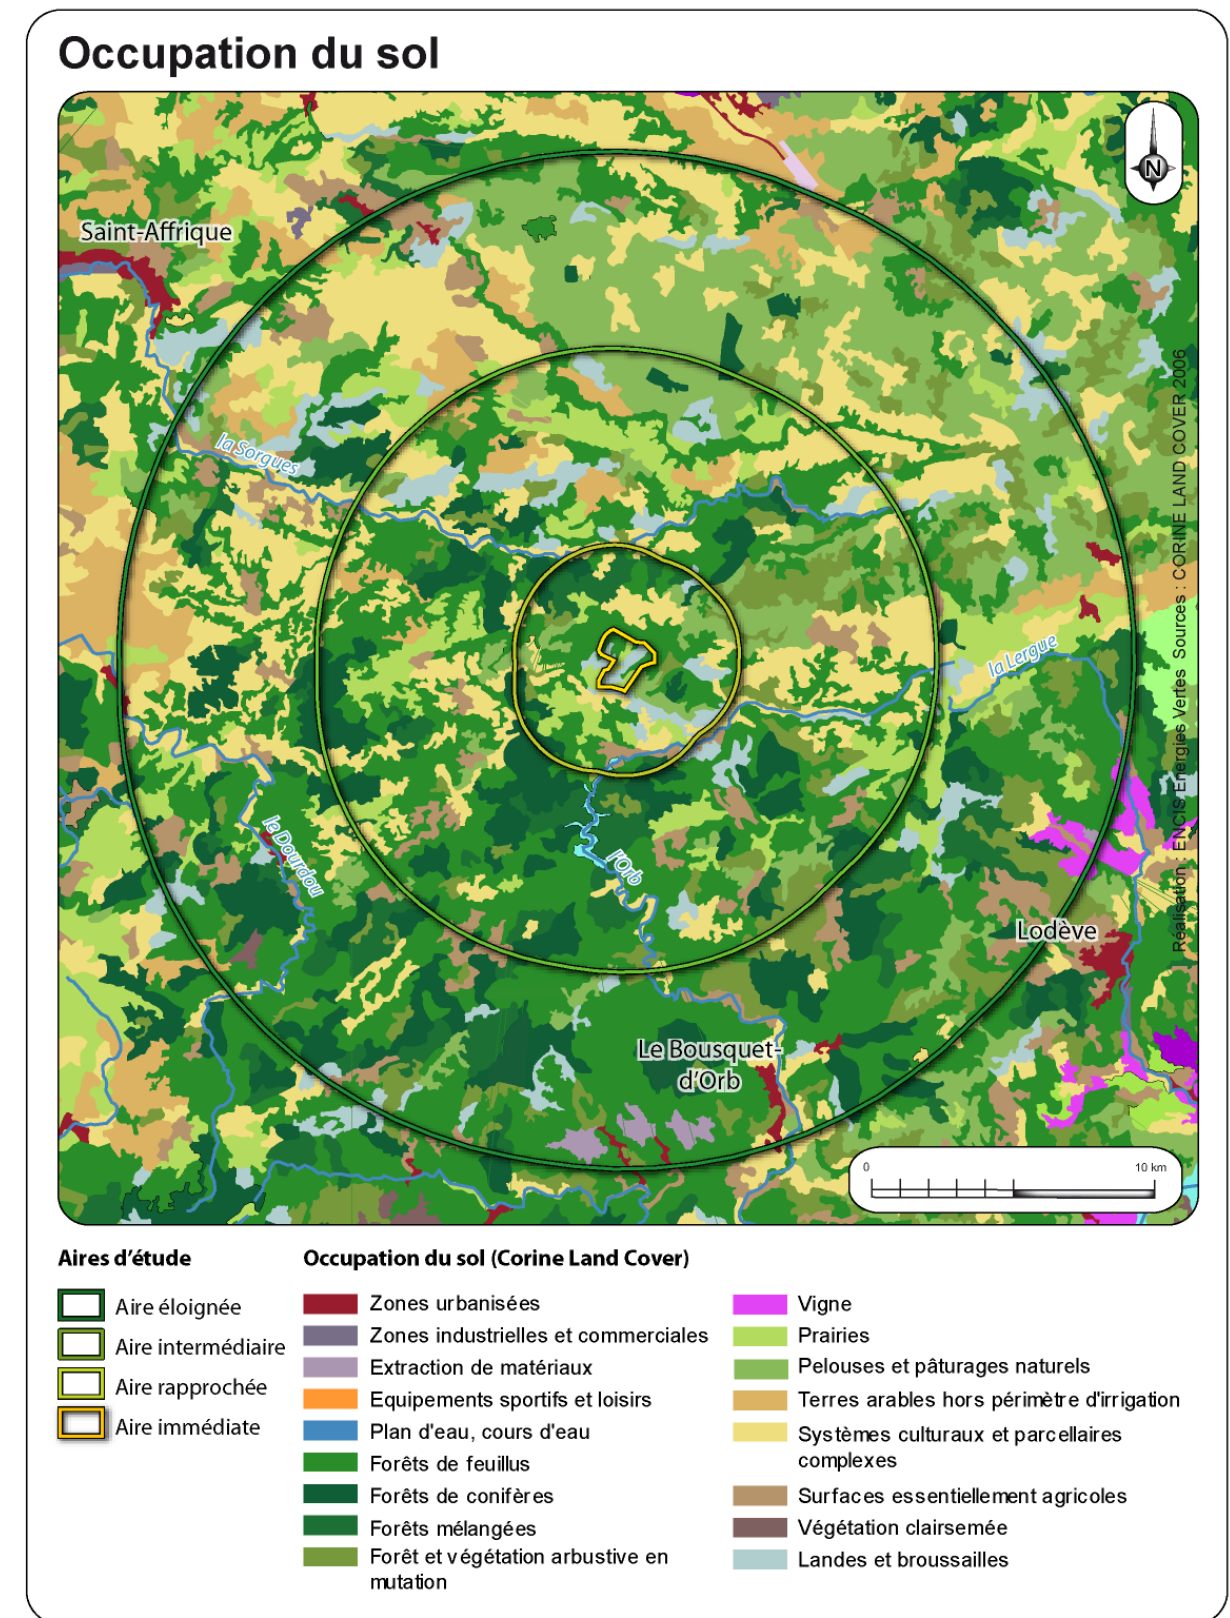 Occupation du sol
N
Saint-Affrique
la Sorgues
la Lergue
le Dourdou
l'Orb
Lodève
Le Bousquet-
d'Orb
Réalisation : ENCIS Energies Vertes Sources : CORINE LAND COVER 2006
0 10 km
Aires d'étude
Aire éloignée
Aire intermédiaire
Aire rapprochée
Aire immédiate
Occupation du sol (Corine Land Cover)
Zones urbanisées
Zones industrielles et commerciales
Extraction de matériaux
Equipements sportifs et loisirs
Plan d'eau, cours d'eau
Forêts de feuillus
Forêts de conifères
Forêts mélangées
Forêt et végétation arbustive en
mutation
Vigne
Prairies
Pelouses et pâturages naturels
Terres arables hors périmètre d'irrigation
Systèmes culturaux et parcellaires
complexes
Surfaces essentiellement agricoles
Végétation clairsemée
Landes et broussailles